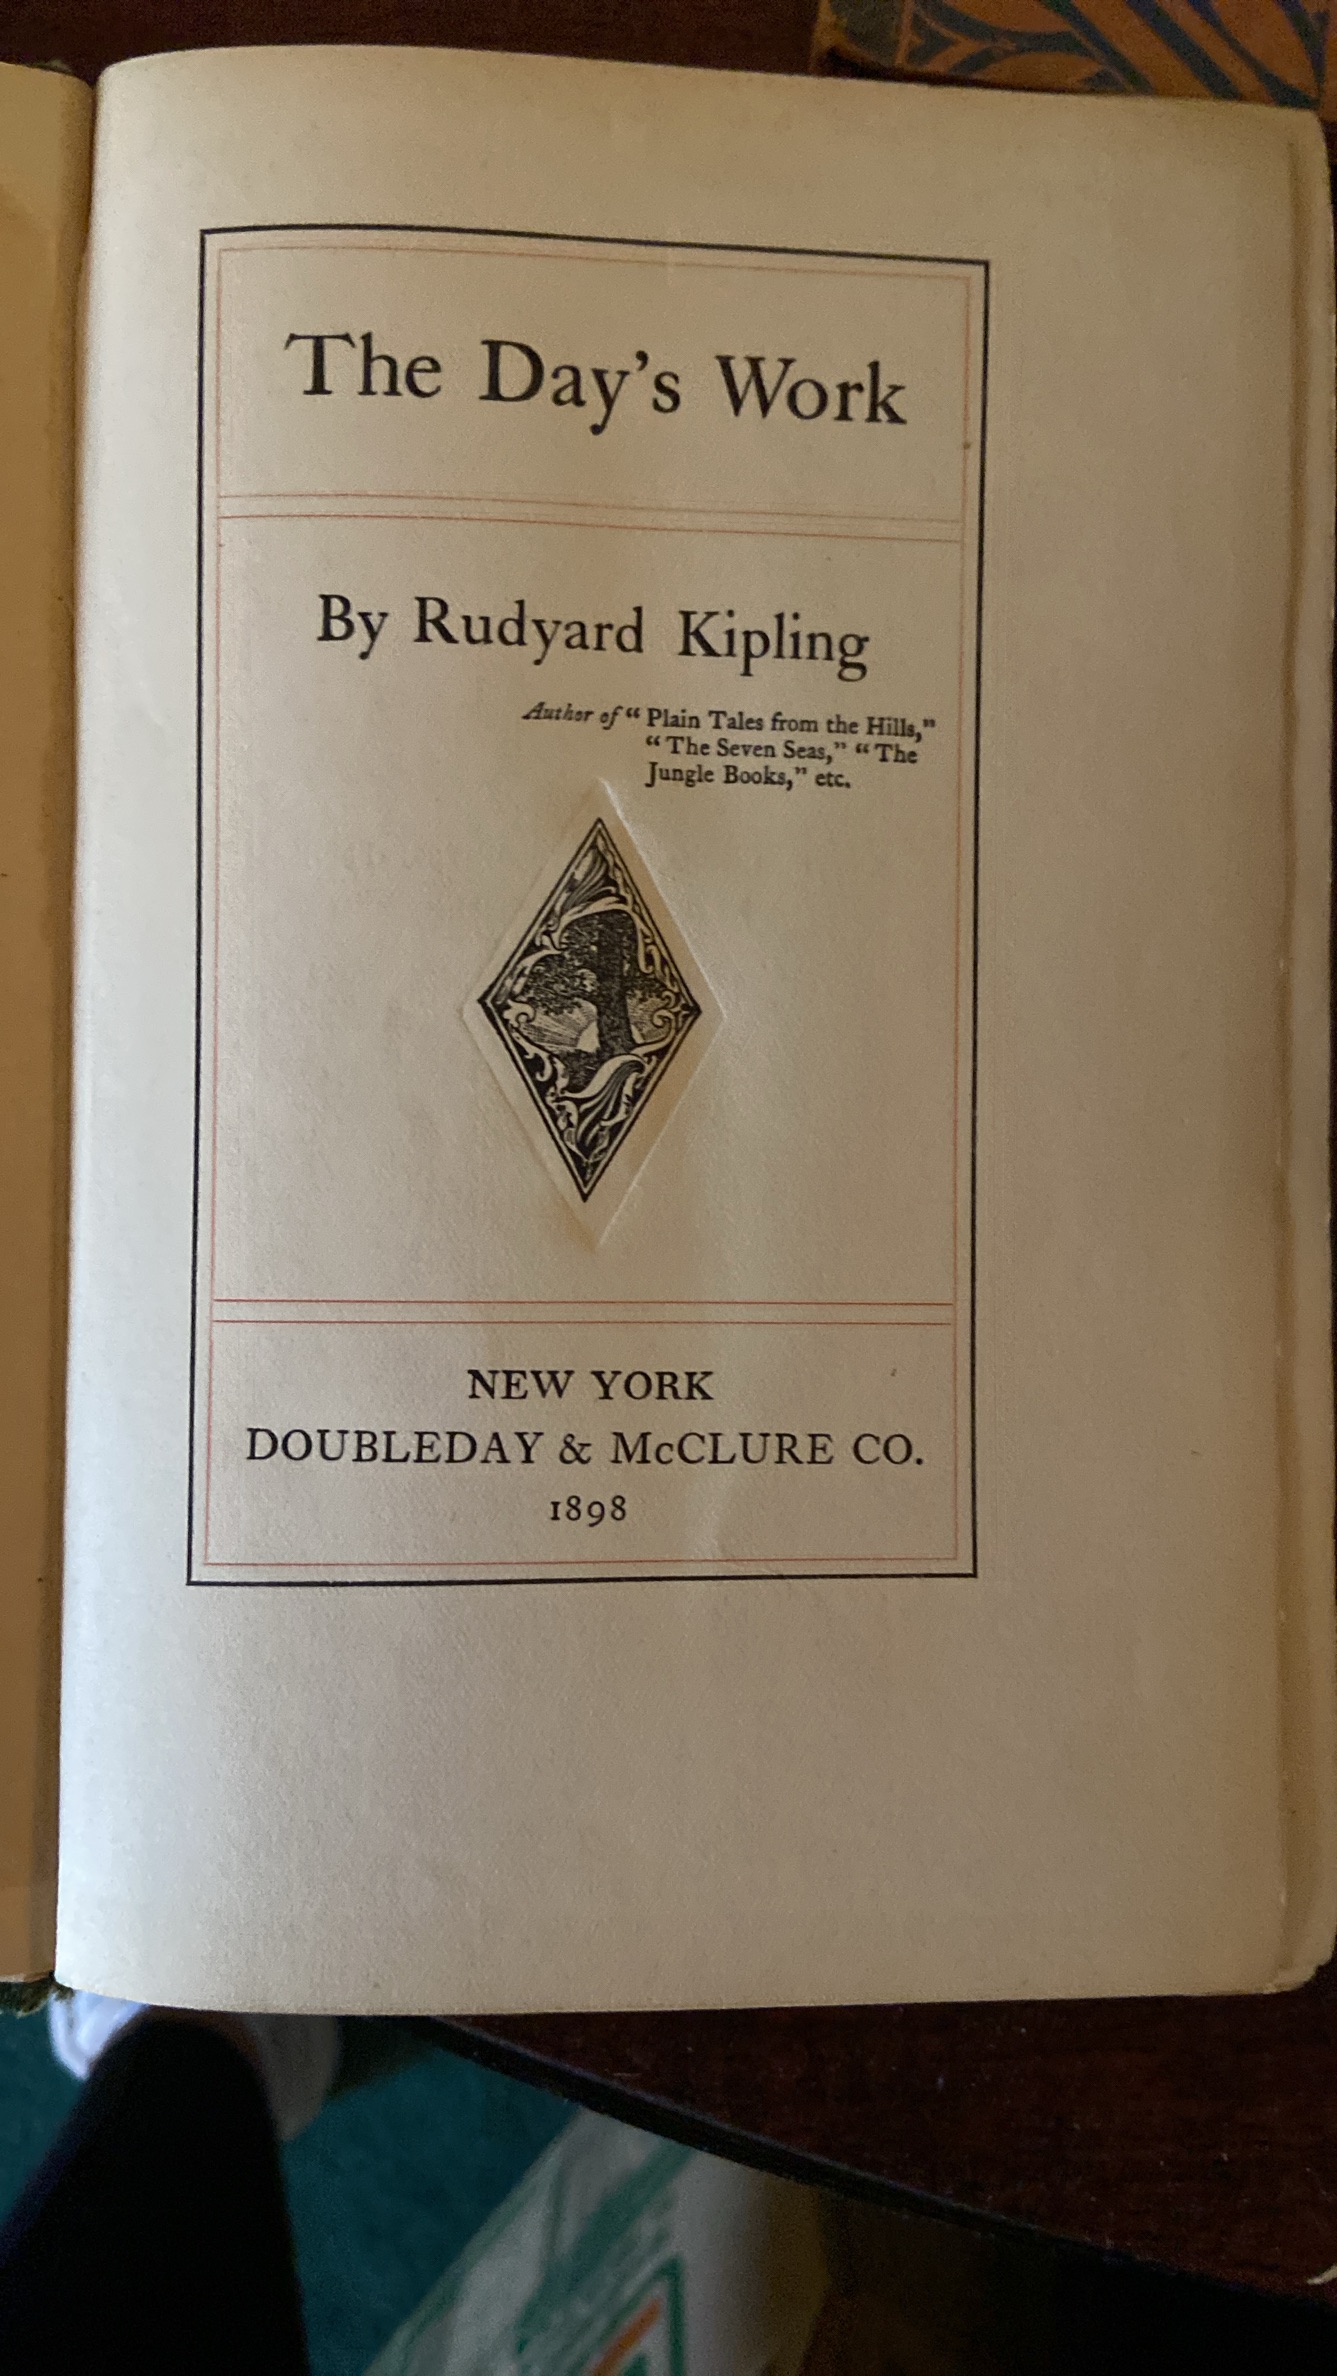 The Day's Work
By Rudyard Kipling
Author of “ Plain Tales from the Hills,”
“ The Seven Seas,” “ The
Jungle Books,” etc.
NEW YORK
DOUBLEDAY & McCLURE CO.
1898